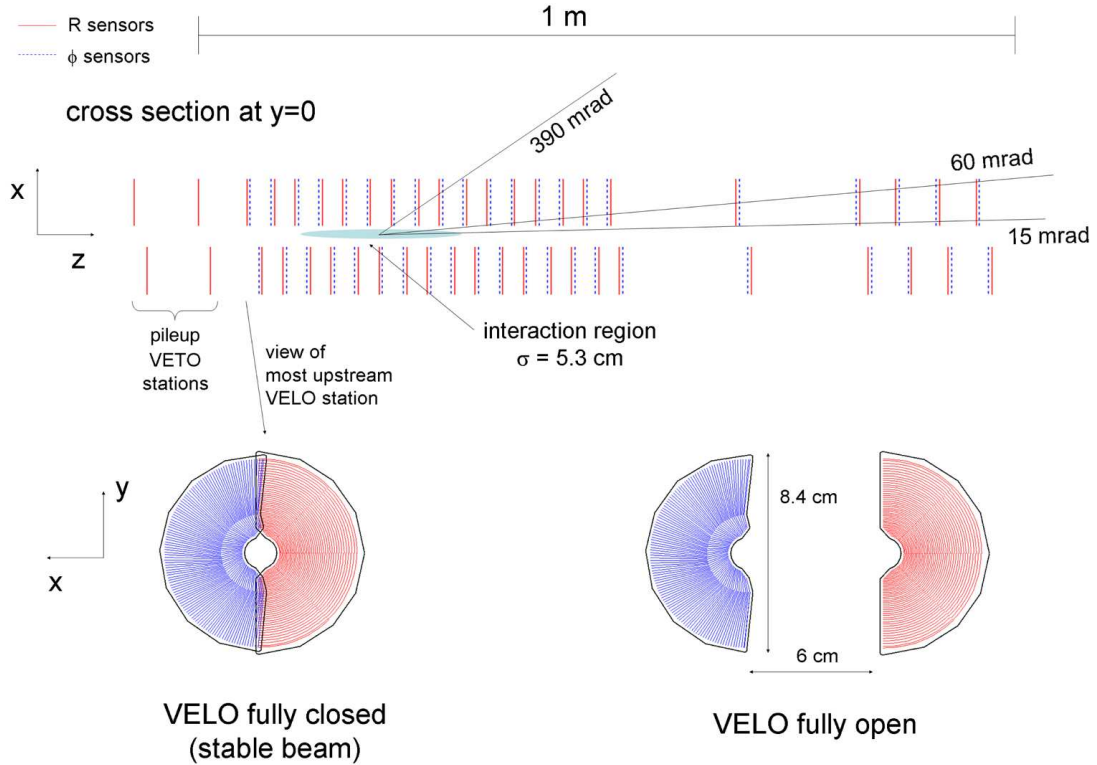 R sensors
ϕ sensors
1 m
cross section at y=0
390 mrad
60 mrad
15 mrad
x
z
pileup
VETO
stations
view of
most upstream
VELO station
interaction region
σ = 5.3 cm
y
x
8.4 cm
6 cm
VELO fully closed
(stable beam)
VELO fully open